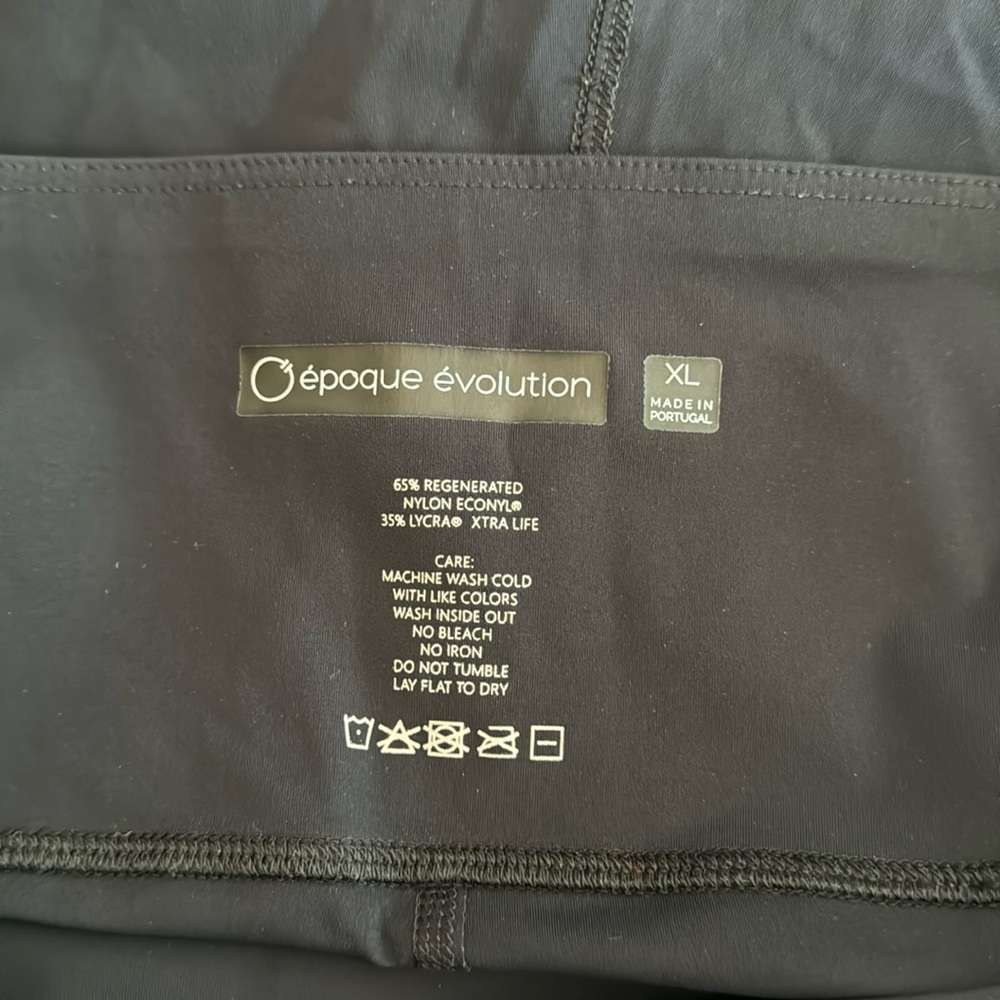 époque évolution
XL
MADE IN
PORTUGAL
65% REGENERATED
NYLON ECONYL®
35% LYCRA® XTRA LIFE
CARE:
MACHINE WASH COLD
WITH LIKE COLORS
WASH INSIDE OUT
NO BLEACH
NO IRON
DO NOT TUMBLE
LAY FLAT TO DRY